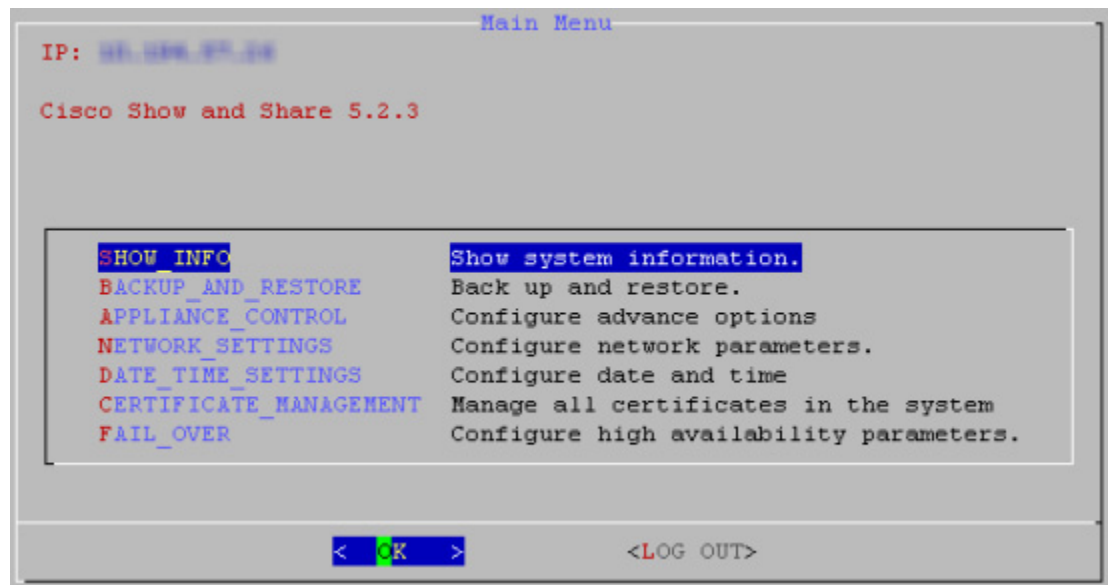 Main Menu
IP:
Cisco Show and Share 5.2.3
SHOW_INFO Show system information.
BACKUP_AND_RESTORE Back up and restore.
APPLIANCE_CONTROL Configure advance options
NETWORK_SETTINGS Configure network parameters.
DATE_TIME_SETTINGS Configure date and time
CERTIFICATE_MANAGEMENT Manage all certificates in the system
FAIL_OVER Configure high availability parameters.
< OK > <LOG OUT>